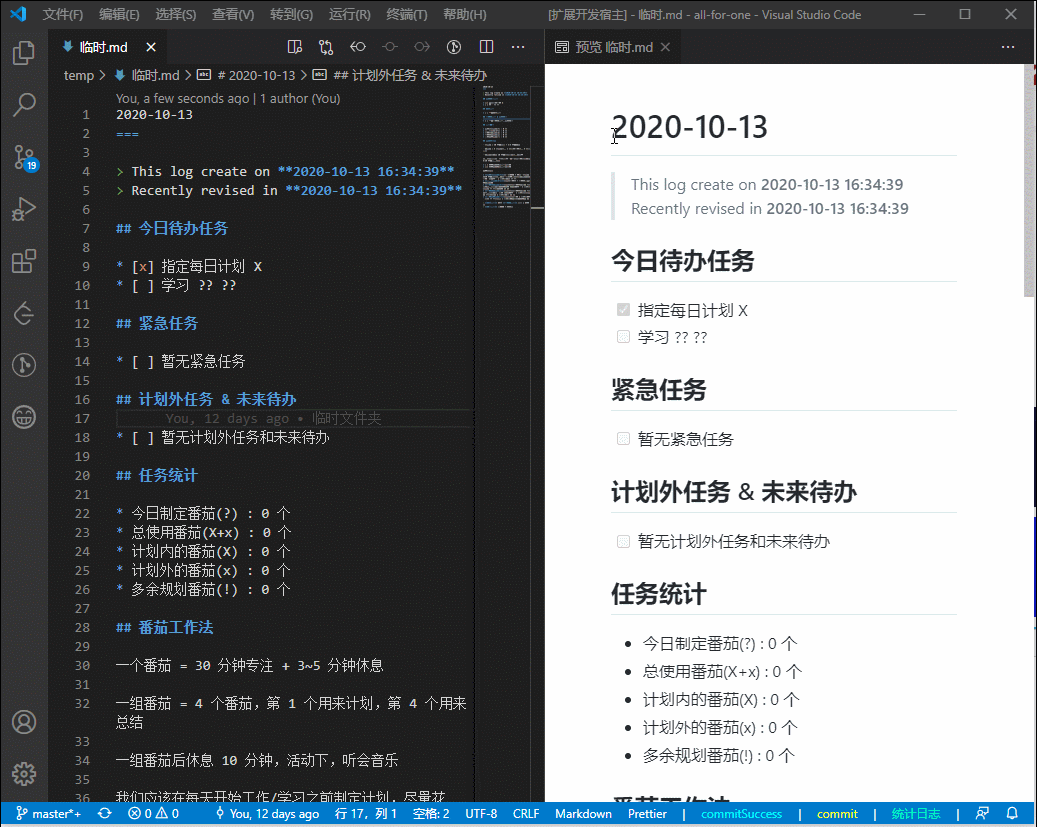 文件(F) 编辑(E) 选择(S) 查看(V) 转到(G) 运行(R) 终端(T) 帮助(H) [扩展开发宿主] - 临时.md - all-for-one - Visual Studio Code
临时.md
预览 临时.md
temp > 临时.md > # 2020-10-13 > ## 计划外任务 & 未来待办
You, a few seconds ago | 1 author (You)
1 2020-10-13
2 ===
3
4 > This log create on **2020-10-13 16:34:39**
5 > Recently revised in **2020-10-13 16:34:39**
6
7 ## 今日待办任务
8
9 * [x] 指定每日计划 X
10 * [ ] 学习 ?? ??
11
12 ## 紧急任务
13
14 * [ ] 暂无紧急任务
15
16 ## 计划外任务 & 未来待办
17 You, 12 days ago • 临时文件夹
18 * [ ] 暂无计划外任务和未来待办
19
20 ## 任务统计
21
22 * 今日制定番茄(?) : 0 个
23 * 总使用番茄(X+x) : 0 个
24 * 计划内的番茄(X) : 0 个
25 * 计划外的番茄(x) : 0 个
26 * 多余规划番茄(!) : 0 个
27
28 ## 番茄工作法
29
30 一个番茄 = 30 分钟专注 + 3~5 分钟休息
31
32 一组番茄 = 4 个番茄，第 1 个用来计划，第 4 个用来
总结
33
34 一组番茄后休息 10 分钟，活动下，听会音乐
35
36 我们应该在每天开始工作/学习之前制定计划，尽量花
2020-10-13
This log create on 2020-10-13 16:34:39
Recently revised in 2020-10-13 16:34:39
今日待办任务
指定每日计划 X
学习 ?? ??
紧急任务
暂无紧急任务
计划外任务 & 未来待办
暂无计划外任务和未来待办
任务统计
• 今日制定番茄(?) : 0 个
• 总使用番茄(X+x) : 0 个
• 计划内的番茄(X) : 0 个
• 计划外的番茄(x) : 0 个
• 多余规划番茄(!) : 0 个
番茄工作法
19
master*+ 0 0 You, 12 days ago 行 17，列 1 空格: 2 UTF-8 CRLF Markdown Prettier | commitSuccess | commit | 统计日志 |